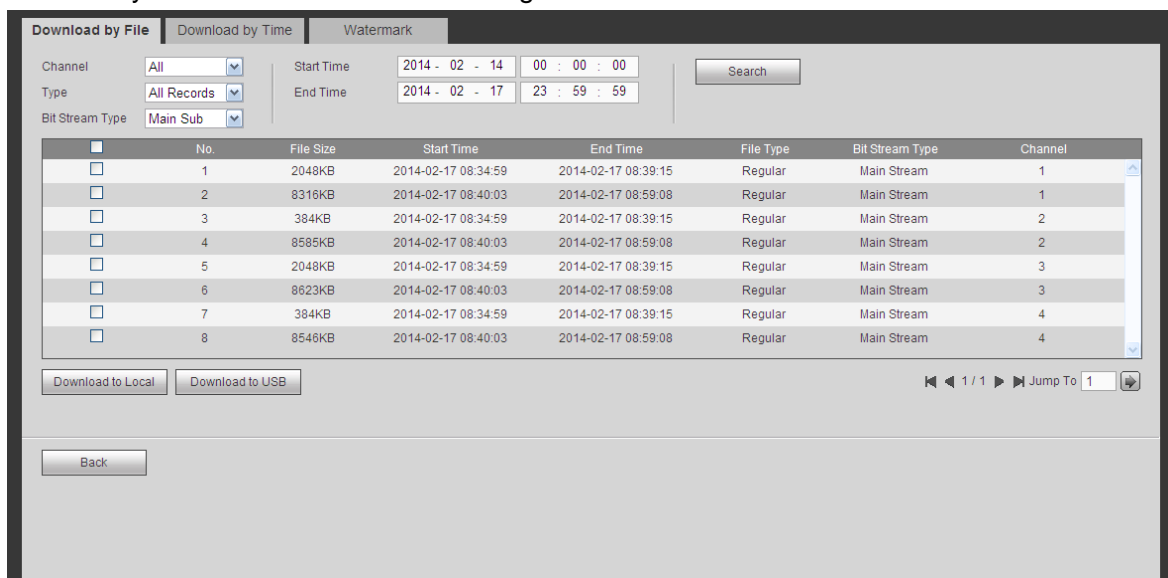 Download by File Download by Time Watermark
Channel All Start Time 2014 - 02 - 14 00 : 00 : 00 Search
Type All Records End Time 2014 - 02 - 17 23 : 59 : 59
Bit Stream Type Main Sub
No. File Size Start Time End Time File Type Bit Stream Type Channel
1 2048KB 2014-02-17 08:34:59 2014-02-17 08:39:15 Regular Main Stream 1
2 8316KB 2014-02-17 08:40:03 2014-02-17 08:59:08 Regular Main Stream 1
3 384KB 2014-02-17 08:34:59 2014-02-17 08:39:15 Regular Main Stream 2
4 8585KB 2014-02-17 08:40:03 2014-02-17 08:59:08 Regular Main Stream 2
5 2048KB 2014-02-17 08:34:59 2014-02-17 08:39:15 Regular Main Stream 3
6 8623KB 2014-02-17 08:40:03 2014-02-17 08:59:08 Regular Main Stream 3
7 384KB 2014-02-17 08:34:59 2014-02-17 08:39:15 Regular Main Stream 4
8 8546KB 2014-02-17 08:40:03 2014-02-17 08:59:08 Regular Main Stream 4
Download to Local Download to USB 1 / 1 Jump To 1
Back